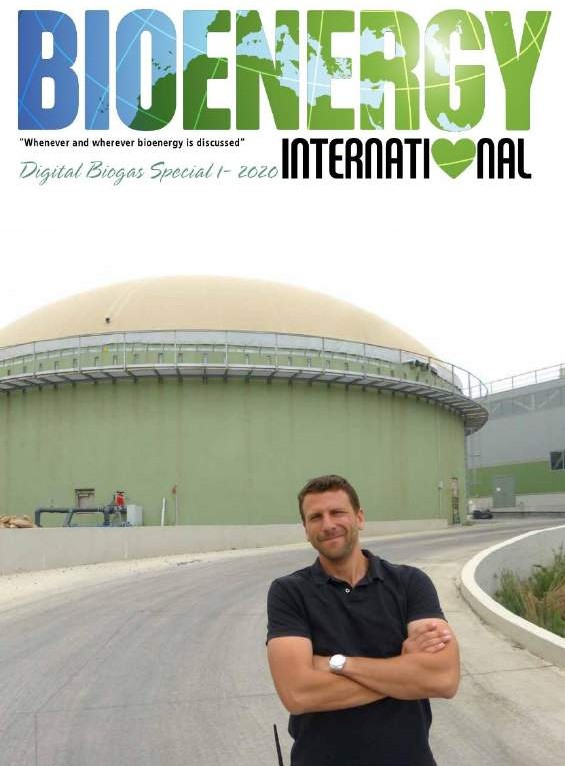 BIOENERGY
"Whenever and wherever bioenergy is discussed"
INTERNATIONAL
Digital Biogas Special 1- 2020